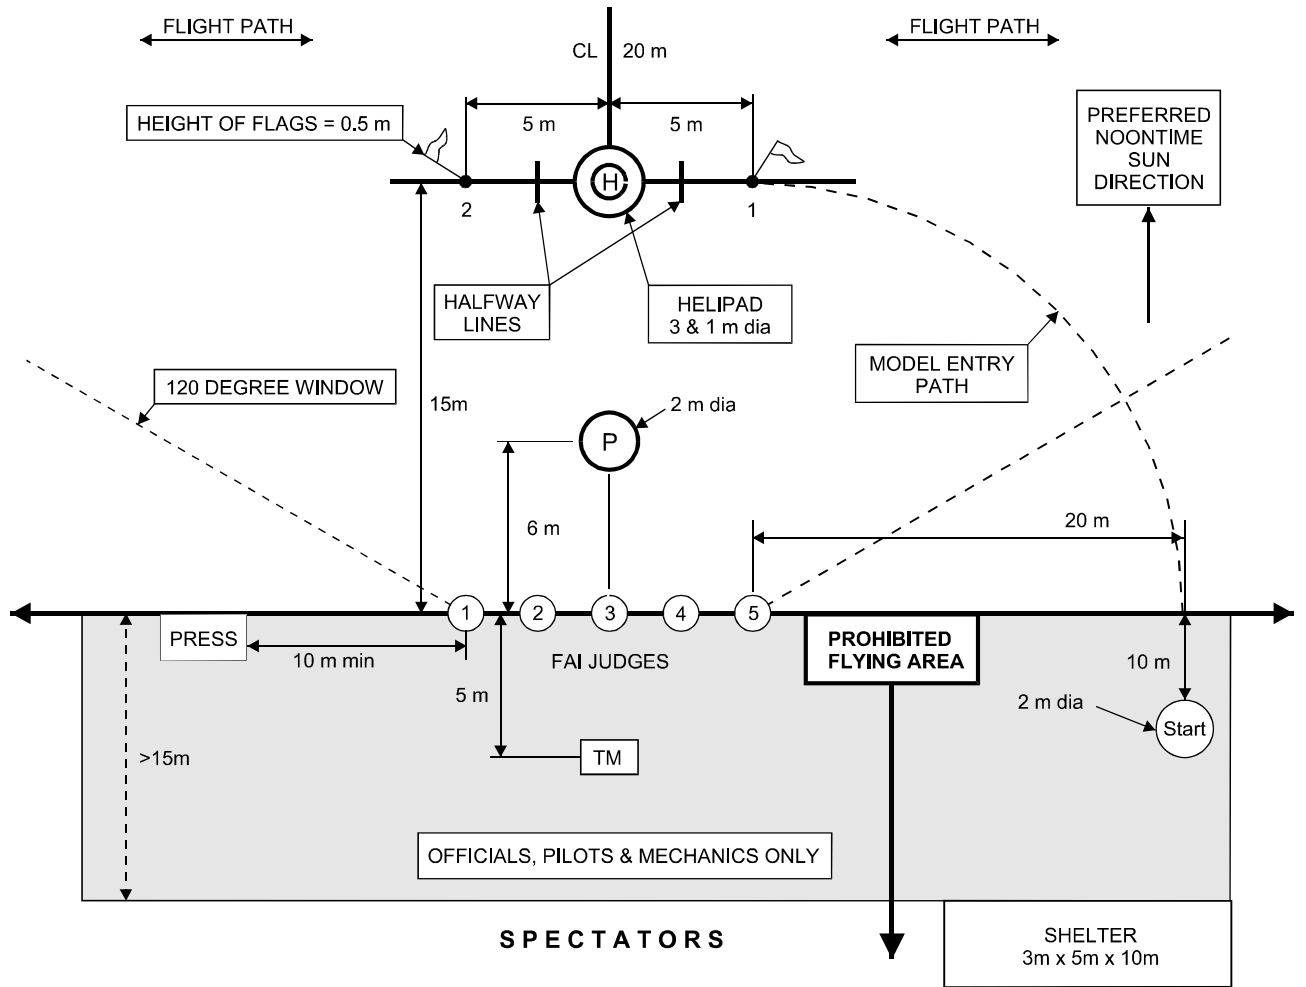 FLIGHT PATH
FLIGHT PATH
CL
20 m
HEIGHT OF FLAGS = 0.5 m
5 m
5 m
PREFERRED
NOONTIME
SUN
DIRECTION
H
2
1
HALFWAY
LINES
HELIPAD
3 & 1 m dia
MODEL ENTRY
PATH
120 DEGREE WINDOW
15m
2 m dia
P
6 m
20 m
1
2
3
4
5
PRESS
10 m min
FAI JUDGES
PROHIBITED
FLYING AREA
10 m
5 m
2 m dia
Start
>15m
TM
OFFICIALS, PILOTS & MECHANICS ONLY
SPECTATORS
SHELTER
3m x 5m x 10m